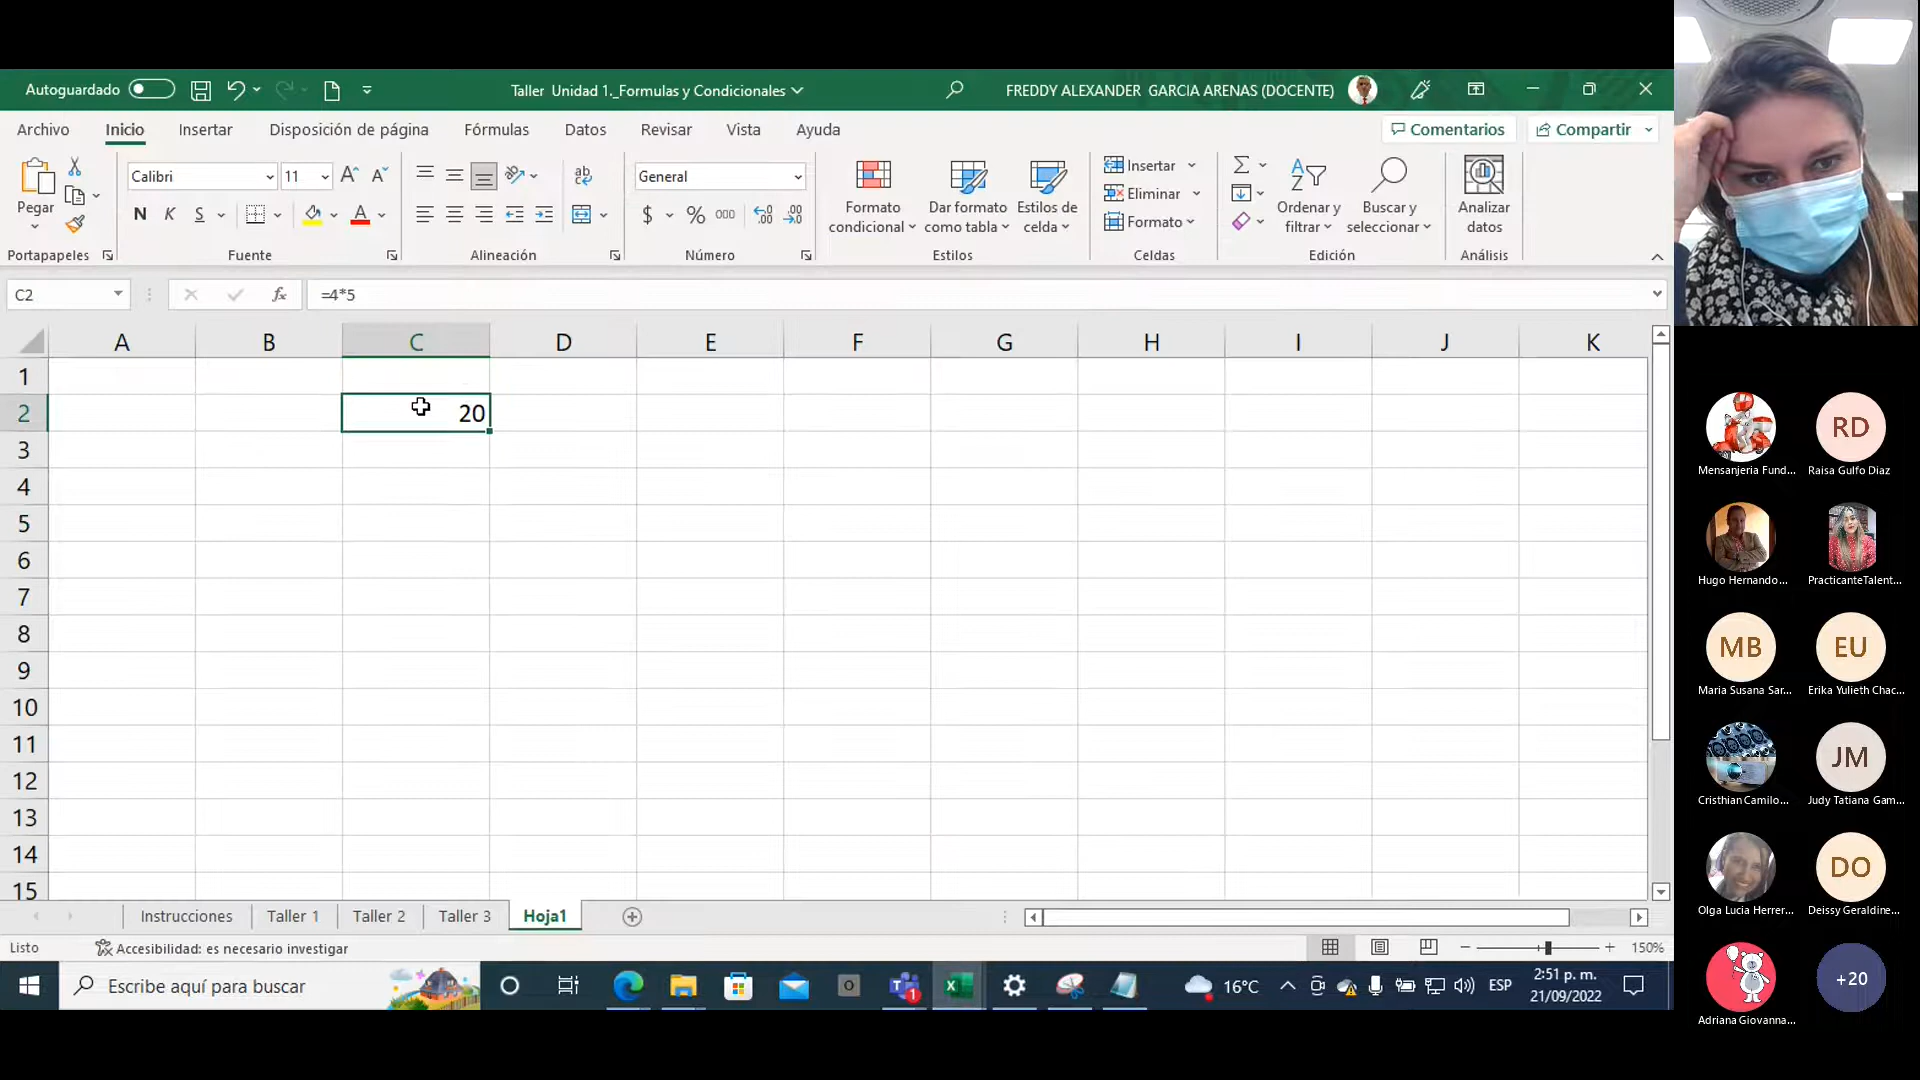 Autoguardado
Taller Unidad 1._Formulas y Condicionales
FREDDY ALEXANDER GARCIA ARENAS (DOCENTE)
Archivo Inicio Insertar Disposición de página Fórmulas Datos Revisar Vista Ayuda
Comentarios Compartir
Pegar
Calibri 11
N K S
General
$ % 000
Formato condicional
Dar formato como tabla
Estilos de celda
Insertar
Eliminar
Formato
Ordenar y filtrar
Buscar y seleccionar
Analizar datos
Portapapeles Fuente Alineación Número Estilos Celdas Edición Análisis
C2 fx =4*5
A B C D E F G H I J K
1
2 20
3
4
5
6
7
8
9
10
11
12
13
14
15
Instrucciones Taller 1 Taller 2 Taller 3 Hoja1
Listo Accesibilidad: es necesario investigar 150%
Escribe aquí para buscar
1
16°C ESP
2:51 p. m.
21/09/2022
Mensanjeria Fund...
RD
Raisa Gulfo Diaz
Hugo Hernando...
PracticanteTalent...
MB
Maria Susana Sar...
EU
Erika Yulieth Chac...
Cristhian Camilo...
JM
Judy Tatiana Gam...
Olga Lucia Herrer...
DO
Deissy Geraldine...
Adriana Giovanna...
+20